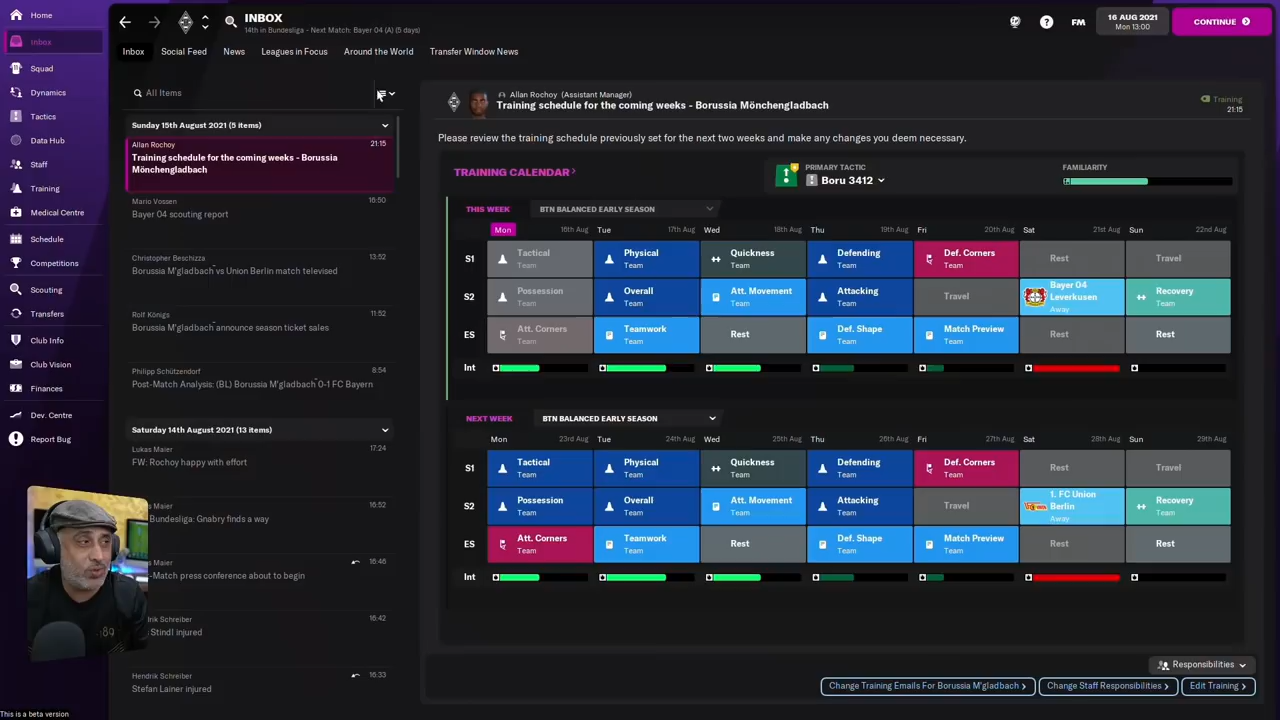 Home
Inbox
Squad
Dynamics
Tactics
Data Hub
Staff
Training
Medical Centre
Schedule
Competitions
Scouting
Transfers
Club Info
Club Vision
Finances
Dev. Centre
Report Bug
This is a beta version
INBOX
14th in Bundesliga - Next Match: Bayer 04 (A) (5 days)
FM
16 AUG 2021
Mon 13:00
CONTINUE
Inbox Social Feed News Leagues in Focus Around the World Transfer Window News
All Items
Sunday 15th August 2021 (5 items)
Allan Rochoy 21:15
Training schedule for the coming weeks - Borussia
Mönchengladbach
Mario Vossen 16:50
Bayer 04 scouting report
Christopher Beschizza 13:52
Borussia M'gladbach vs Union Berlin match televised
Rolf Königs 11:52
Borussia M'gladbach announce season ticket sales
Philipp Schützendorf 8:54
Post-Match Analysis: (BL) Borussia M'gladbach 0-1 FC Bayern
Saturday 14th August 2021 (13 items)
Lukas Maier 17:24
FW: Rochoy happy with effort
Maier 16:52
Bundesliga: Gnabry finds a way
Maier 16:46
-Match press conference about to begin
Schreiber 16:42
Stindl injured
Hendrik Schreiber 16:33
Stefan Lainer injured
Allan Rochoy (Assistant Manager)
Training schedule for the coming weeks - Borussia Mönchengladbach
Training
21:15
Please review the training schedule previously set for the next two weeks and make any changes you deem necessary.
TRAINING CALENDAR
PRIMARY TACTIC
Boru 3412
FAMILIARITY
THIS WEEK BTN BALANCED EARLY SEASON
Mon 16th Aug Tue 17th Aug Wed 18th Aug Thu 19th Aug Fri 20th Aug Sat 21st Aug Sun 22nd Aug
S1 Tactical Team Physical Team Quickness Team Defending Team Def. Corners Team Rest Travel
S2 Possession Team Overall Team Att. Movement Team Attacking Team Travel Bayer 04 Leverkusen Away Recovery Team
ES Att. Corners Team Teamwork Team Rest Def. Shape Team Match Preview Team Rest Rest
Int
NEXT WEEK BTN BALANCED EARLY SEASON
Mon 23rd Aug Tue 24th Aug Wed 25th Aug Thu 26th Aug Fri 27th Aug Sat 28th Aug Sun 29th Aug
S1 Tactical Team Physical Team Quickness Team Defending Team Def. Corners Team Rest Travel
S2 Possession Team Overall Team Att. Movement Team Attacking Team Travel 1. FC Union Berlin Away Recovery Team
ES Att. Corners Team Teamwork Team Rest Def. Shape Team Match Preview Team Rest Rest
Int
Responsibilities
Change Training Emails For Borussia M'gladbach Change Staff Responsibilities Edit Training